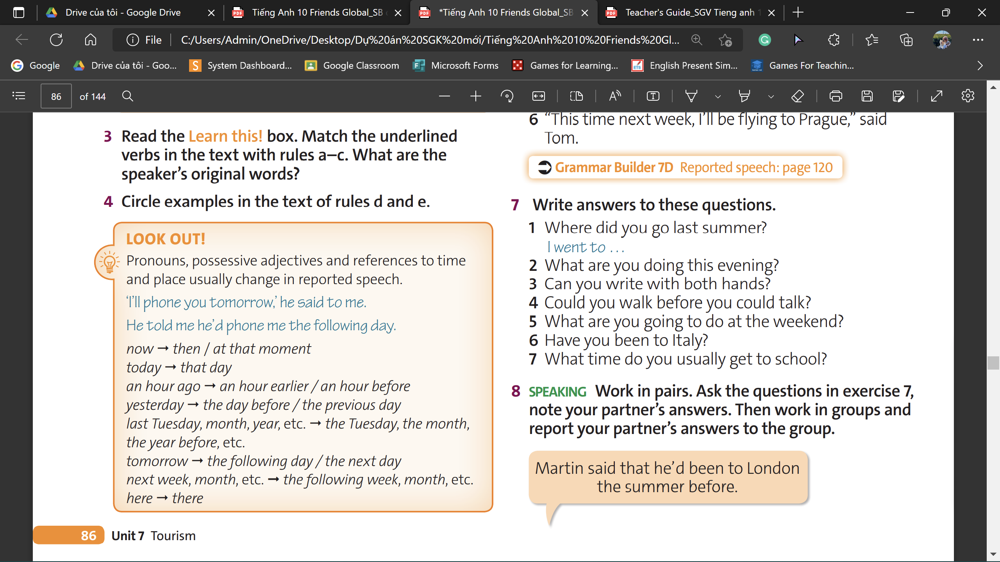 Drive của tôi - Google Drive
Tiếng Anh 10 Friends Global_SB
*Tiếng Anh 10 Friends Global_SB
Teacher's Guide_SGV Tieng anh 1
File
C:/Users/Admin/OneDrive/Desktop/Dự%20án%20SGK%20mới/Tiếng%20Anh%2010%20Friends%20Gl...
Google
Drive của tôi - Goo...
System Dashboard...
Google Classroom
Microsoft Forms
Games for Learning...
English Present Sim...
Games For Teachin...
86
of 144
3 Read the Learn this! box. Match the underlined
verbs in the text with rules a–c. What are the
speaker’s original words?
4 Circle examples in the text of rules d and e.
LOOK OUT!
Pronouns, possessive adjectives and references to time
and place usually change in reported speech.
‘I’ll phone you tomorrow,’ he said to me.
He told me he’d phone me the following day.
now → then / at that moment
today → that day
an hour ago → an hour earlier / an hour before
yesterday → the day before / the previous day
last Tuesday, month, year, etc. → the Tuesday, the month,
the year before, etc.
tomorrow → the following day / the next day
next week, month, etc. → the following week, month, etc.
here → there
86 Unit 7 Tourism
6 “This time next week, I’ll be flying to Prague,” said
Tom.
Grammar Builder 7D Reported speech: page 120
7 Write answers to these questions.
1 Where did you go last summer?
I went to . . .
2 What are you doing this evening?
3 Can you write with both hands?
4 Could you walk before you could talk?
5 What are you going to do at the weekend?
6 Have you been to Italy?
7 What time do you usually get to school?
8 SPEAKING Work in pairs. Ask the questions in exercise 7,
note your partner’s answers. Then work in groups and
report your partner’s answers to the group.
Martin said that he’d been to London
the summer before.